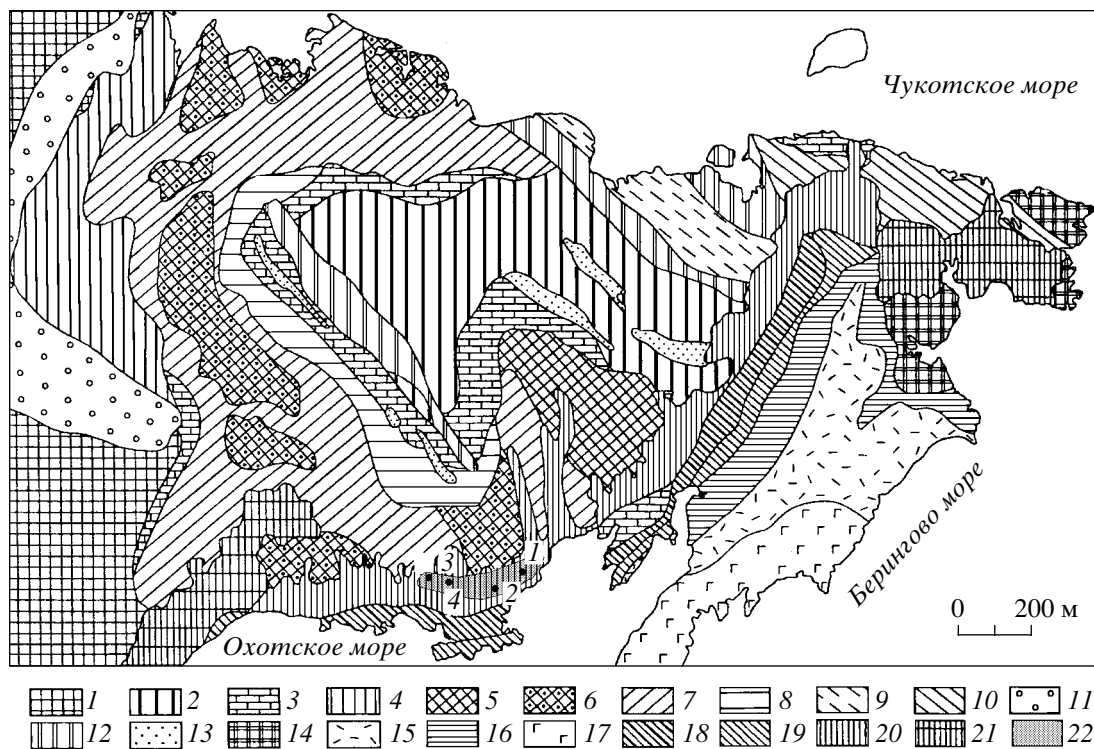 Чукотское море
1
3
4
2
Берингово море
0 200 м
Охотское море
1 2 3 4 5 6 7 8 9 10 11
12 13 14 15 16 17 18 19 20 21 22